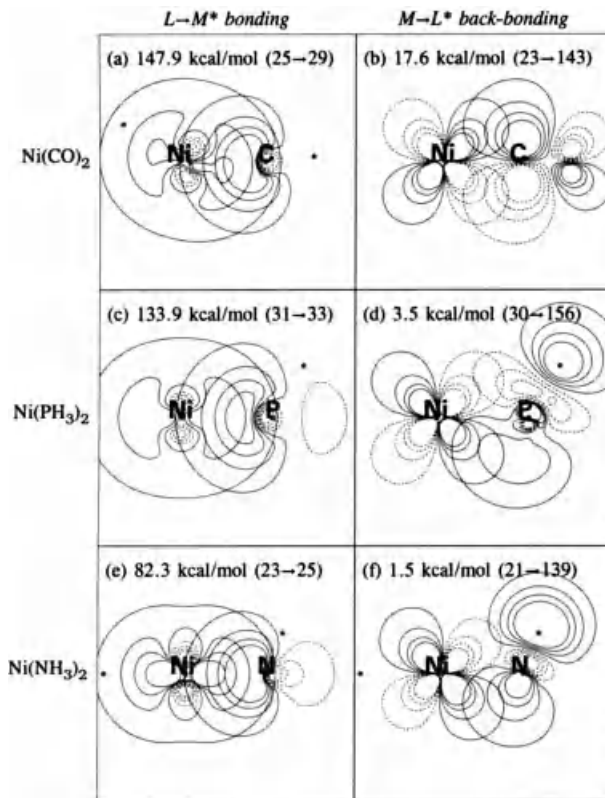 L→M* bonding M→L* back-bonding
(a) 147.9 kcal/mol (25→29) (b) 17.6 kcal/mol (23→143)
Ni(CO)₂ Ni C Ni C
(c) 133.9 kcal/mol (31→33) (d) 3.5 kcal/mol (30→156)
Ni(PH₃)₂ Ni P Ni P
(e) 82.3 kcal/mol (23→25) (f) 1.5 kcal/mol (21→139)
Ni(NH₃)₂ Ni N Ni N